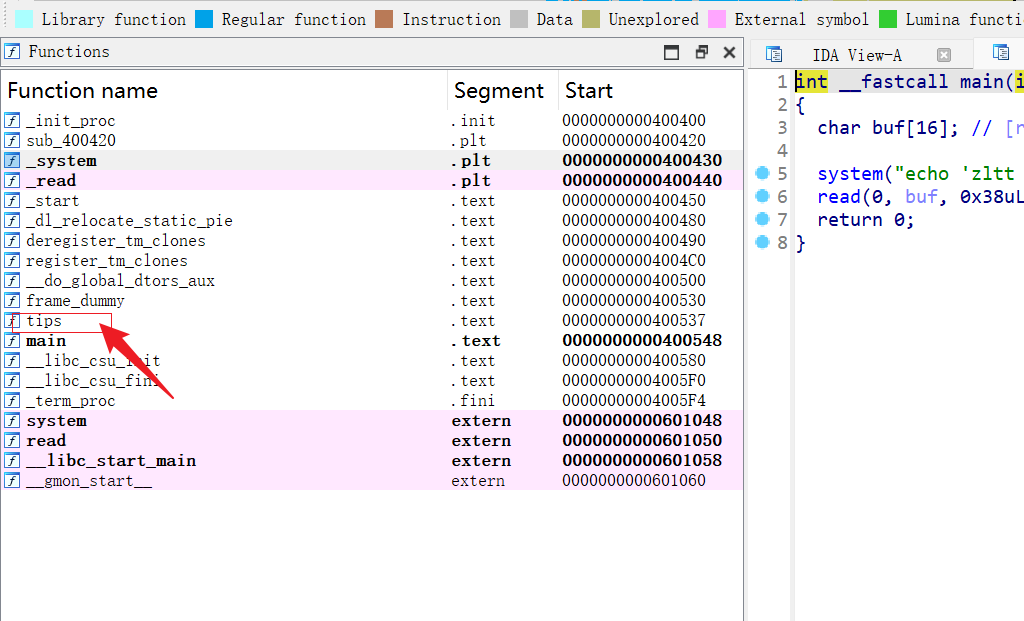 Library function Regular function Instruction Data Unexplored External symbol Lumina functi
Functions
Function name Segment Start
_init_proc .init 0000000000400400
sub_400420 .plt 0000000000400420
_system .plt 0000000000400430
_read .plt 0000000000400440
_start .text 0000000000400450
_dl_relocate_static_pie .text 0000000000400480
deregister_tm_clones .text 0000000000400490
register_tm_clones .text 00000000004004C0
__do_global_dtors_aux .text 0000000000400500
frame_dummy .text 0000000000400530
tips .text 0000000000400537
main .text 0000000000400548
__libc_csu_init .text 0000000000400580
__libc_csu_fini .text 00000000004005F0
_term_proc .fini 00000000004005F4
system extern 0000000000601048
read extern 0000000000601050
__libc_start_main extern 0000000000601058
__gmon_start__ extern 0000000000601060
IDA View-A
1 int __fastcall main(i
2 {
3 char buf[16]; // [r
4
5 system("echo 'zltt
6 read(0, buf, 0x38uL
7 return 0;
8 }